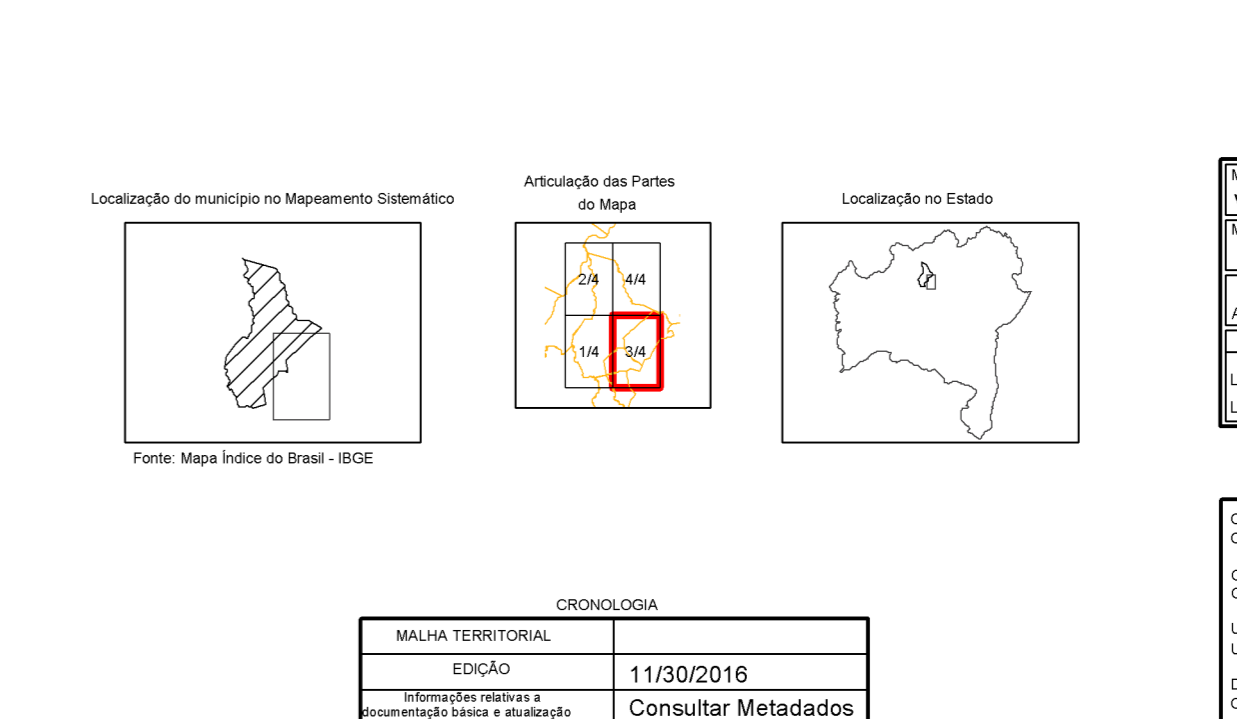 Localização do município no Mapeamento Sistemático
Articulação das Partes
do Mapa
Localização no Estado
2/4
4/4
1/4
3/4
Fonte: Mapa Índice do Brasil - IBGE
CRONOLOGIA
MALHA TERRITORIAL
EDIÇÃO
11/30/2016
Informações relativas a
documentação básica e atualização
Consultar Metadados